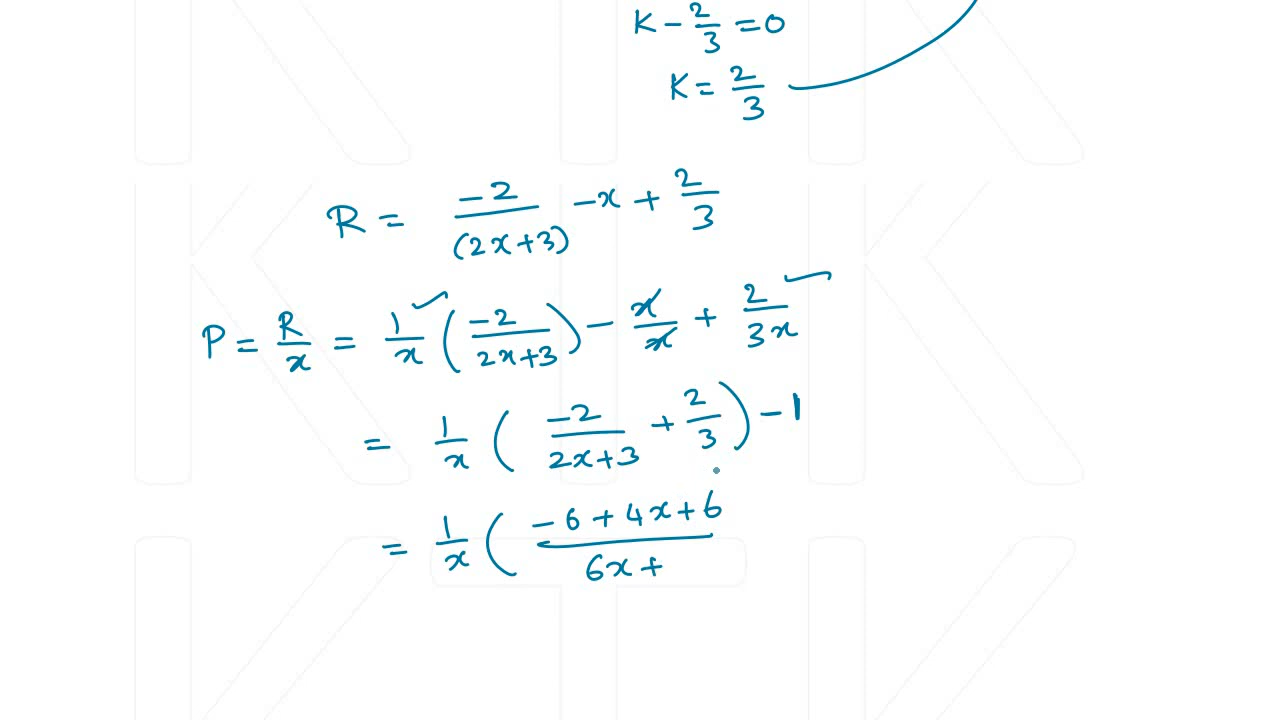 K - 2/3 = 0
K = 2/3
R = -2/(2x+3) - x + 2/3
P = R/x = 1/x (-2/2x+3) - x/x + 2/3x
= 1/x (-2/2x+3 + 2/3) - 1
= 1/x (-6+4x+6/6x+